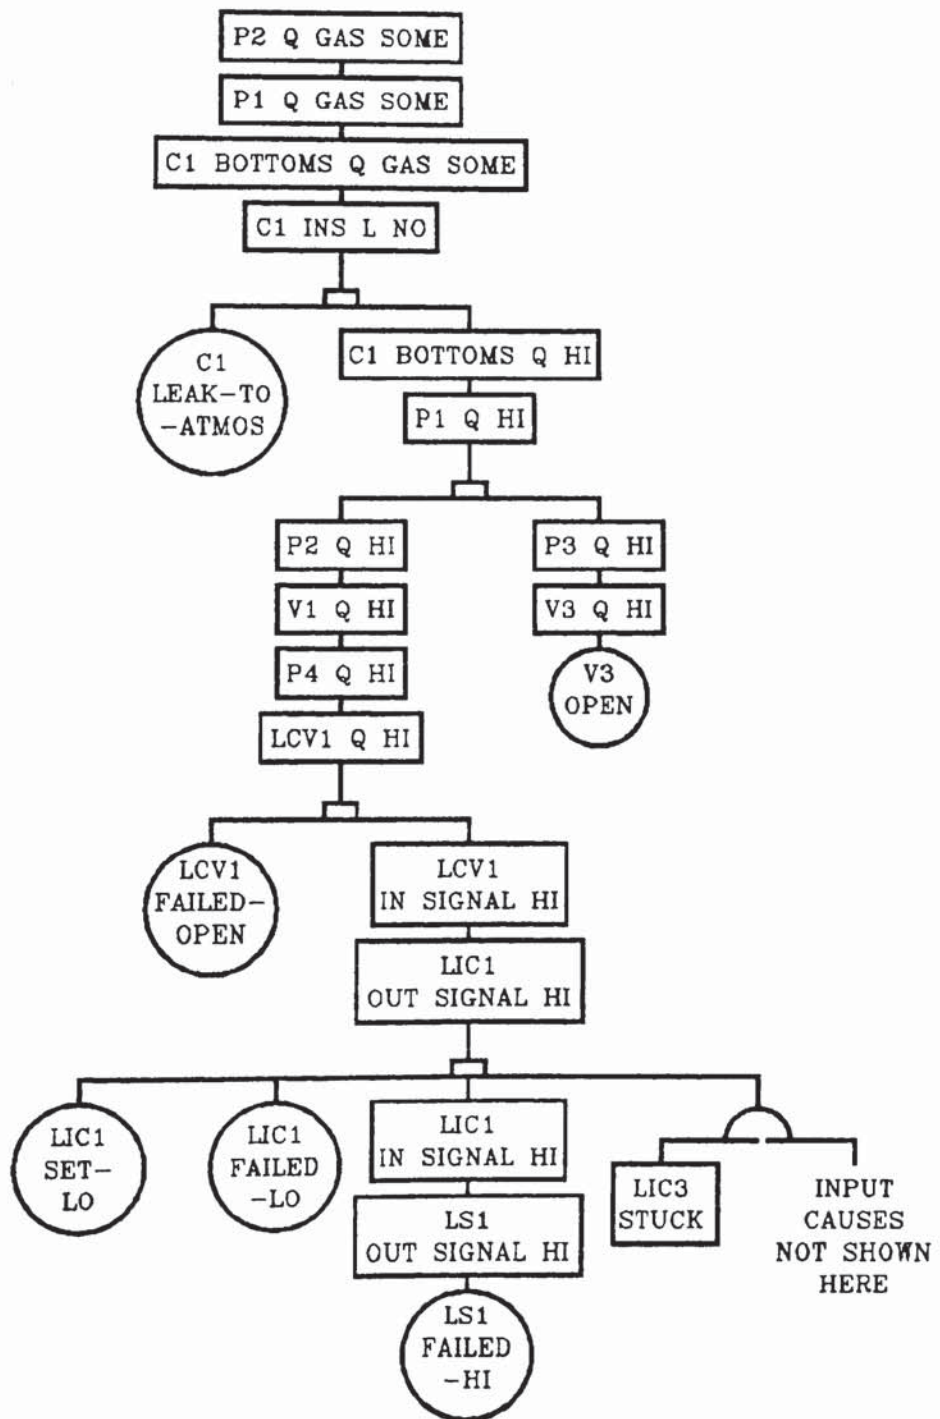 P2 Q GAS SOME
P1 Q GAS SOME
C1 BOTTOMS Q GAS SOME
C1 INS L NO
C1
LEAK-TO
-ATMOS
C1 BOTTOMS Q HI
P1 Q HI
P2 Q HI
P3 Q HI
V1 Q HI
V3 Q HI
P4 Q HI
V3
OPEN
LCV1 Q HI
LCV1
FAILED-
OPEN
LCV1
IN SIGNAL HI
LIC1
OUT SIGNAL HI
LIC1
SET-
LO
LIC1
FAILED
-LO
LIC1
IN SIGNAL HI
LIC3
STUCK
INPUT
CAUSES
NOT SHOWN
HERE
LS1
OUT SIGNAL HI
LS1
FAILED
-HI